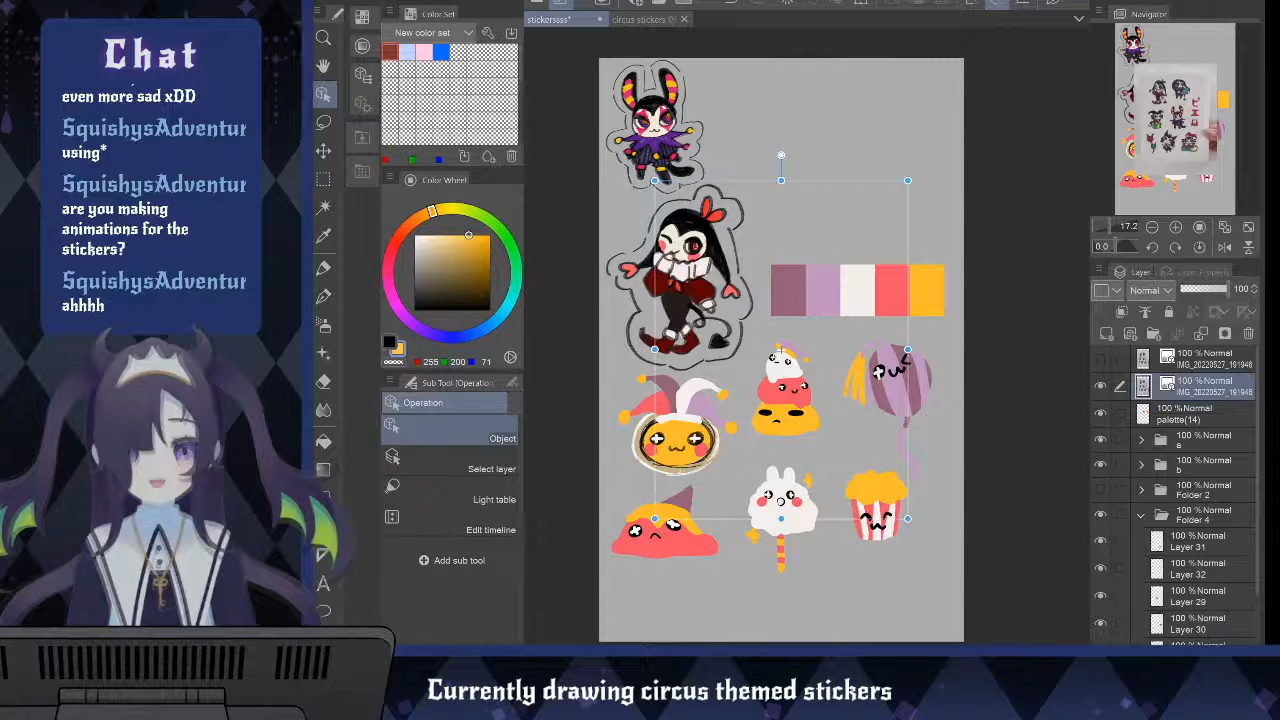 Chat
even more sad xDD
SquishysAdventur
using*
SquishysAdventur
are you making
animations for the
stickers?
SquishysAdventur
ahhhh
Color Set
New color set
Color Wheel
255
200
71
Sub Tool (Operation
Operation
Object
Select layer
Light table
Edit timeline
Add sub tool
stickerssss*
circus stickers
Navigator
17.2
0.0
Layer
Layer Property
Normal
100
100 % Normal
IMG_20220527_191946
100 % Normal
IMG_20220527_191946
100 % Normal
palette(14)
100 % Normal
a
100 % Normal
b
100 % Normal
Folder 2
100 % Normal
Folder 4
100 % Normal
Layer 31
100 % Normal
Layer 32
100 % Normal
Layer 29
100 % Normal
Layer 30
Currently drawing circus themed stickers